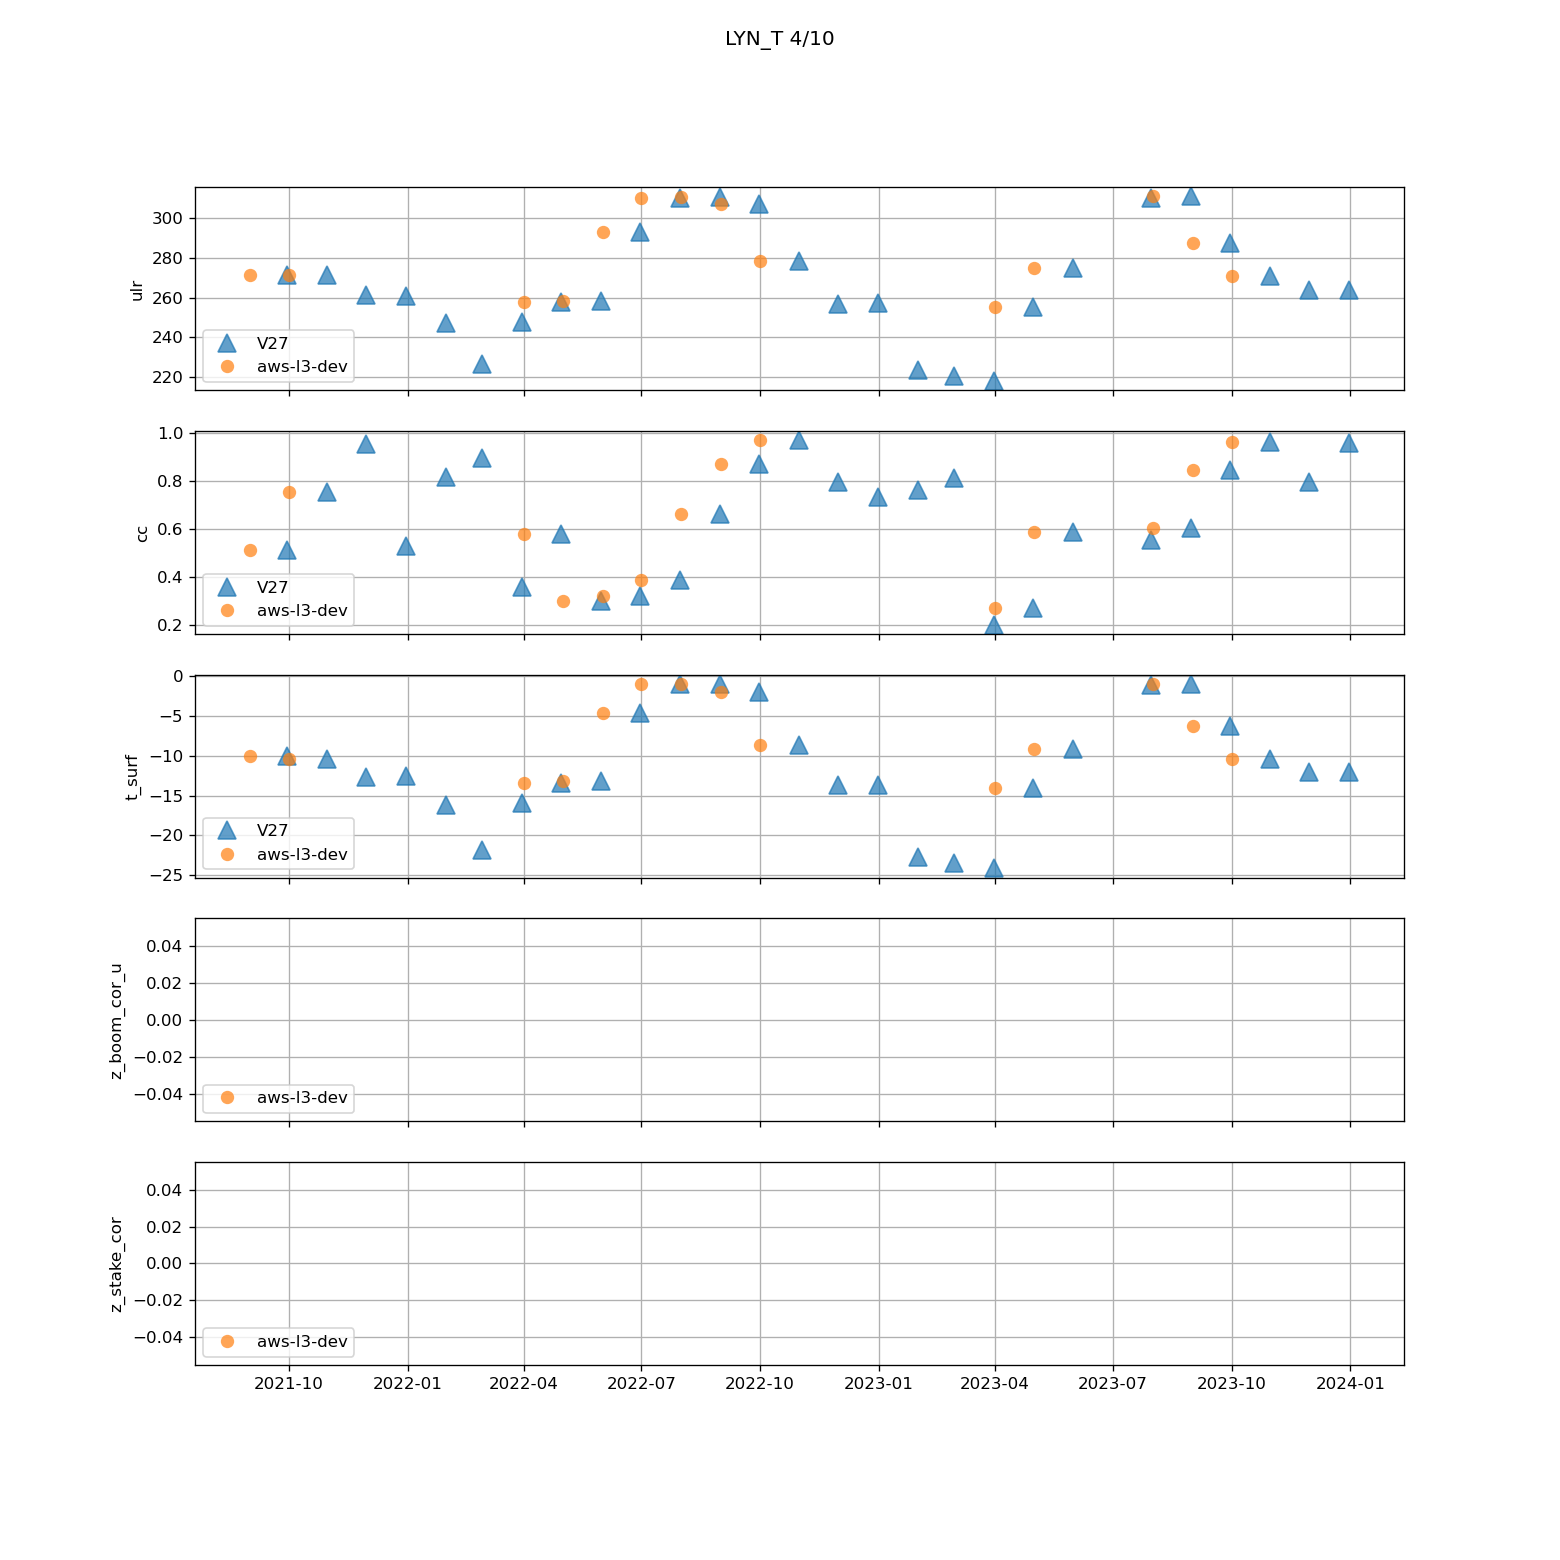 LYN_T 4/10
300
280
260
240
220
ulr
V27
aws-l3-dev
1.0
0.8
0.6
0.4
0.2
cc
V27
aws-l3-dev
0
−5
−10
−15
−20
−25
t_surf
V27
aws-l3-dev
0.04
0.02
0.00
−0.02
−0.04
z_boom_cor_u
aws-l3-dev
0.04
0.02
0.00
−0.02
−0.04
z_stake_cor
aws-l3-dev
2021-10 2022-01 2022-04 2022-07 2022-10 2023-01 2023-04 2023-07 2023-10 2024-01